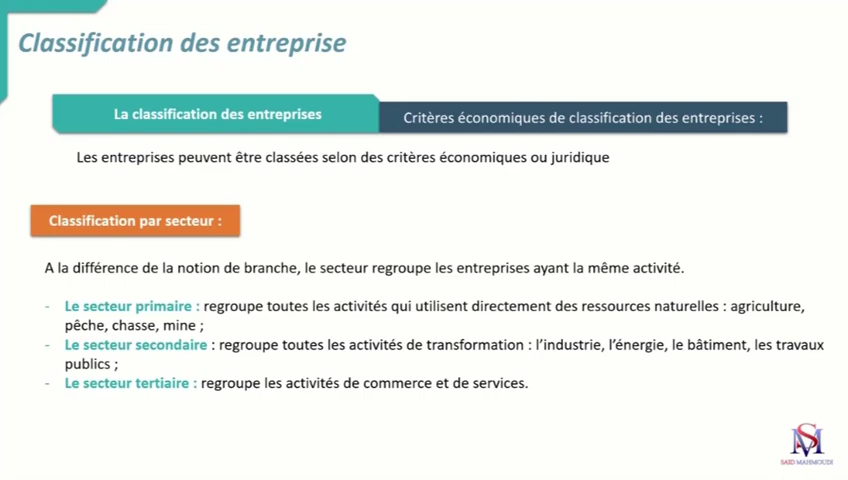 Classification des entreprise
La classification des entreprises
Critères économiques de classification des entreprises :
Les entreprises peuvent être classées selon des critères économiques ou juridique
Classification par secteur :
A la différence de la notion de branche, le secteur regroupe les entreprises ayant la même activité.
- Le secteur primaire : regroupe toutes les activités qui utilisent directement des ressources naturelles : agriculture,
pêche, chasse, mine ;
- Le secteur secondaire : regroupe toutes les activités de transformation : l’industrie, l’énergie, le bâtiment, les travaux
publics ;
- Le secteur tertiaire : regroupe les activités de commerce et de services.
SM
SAID MAHMOUDI